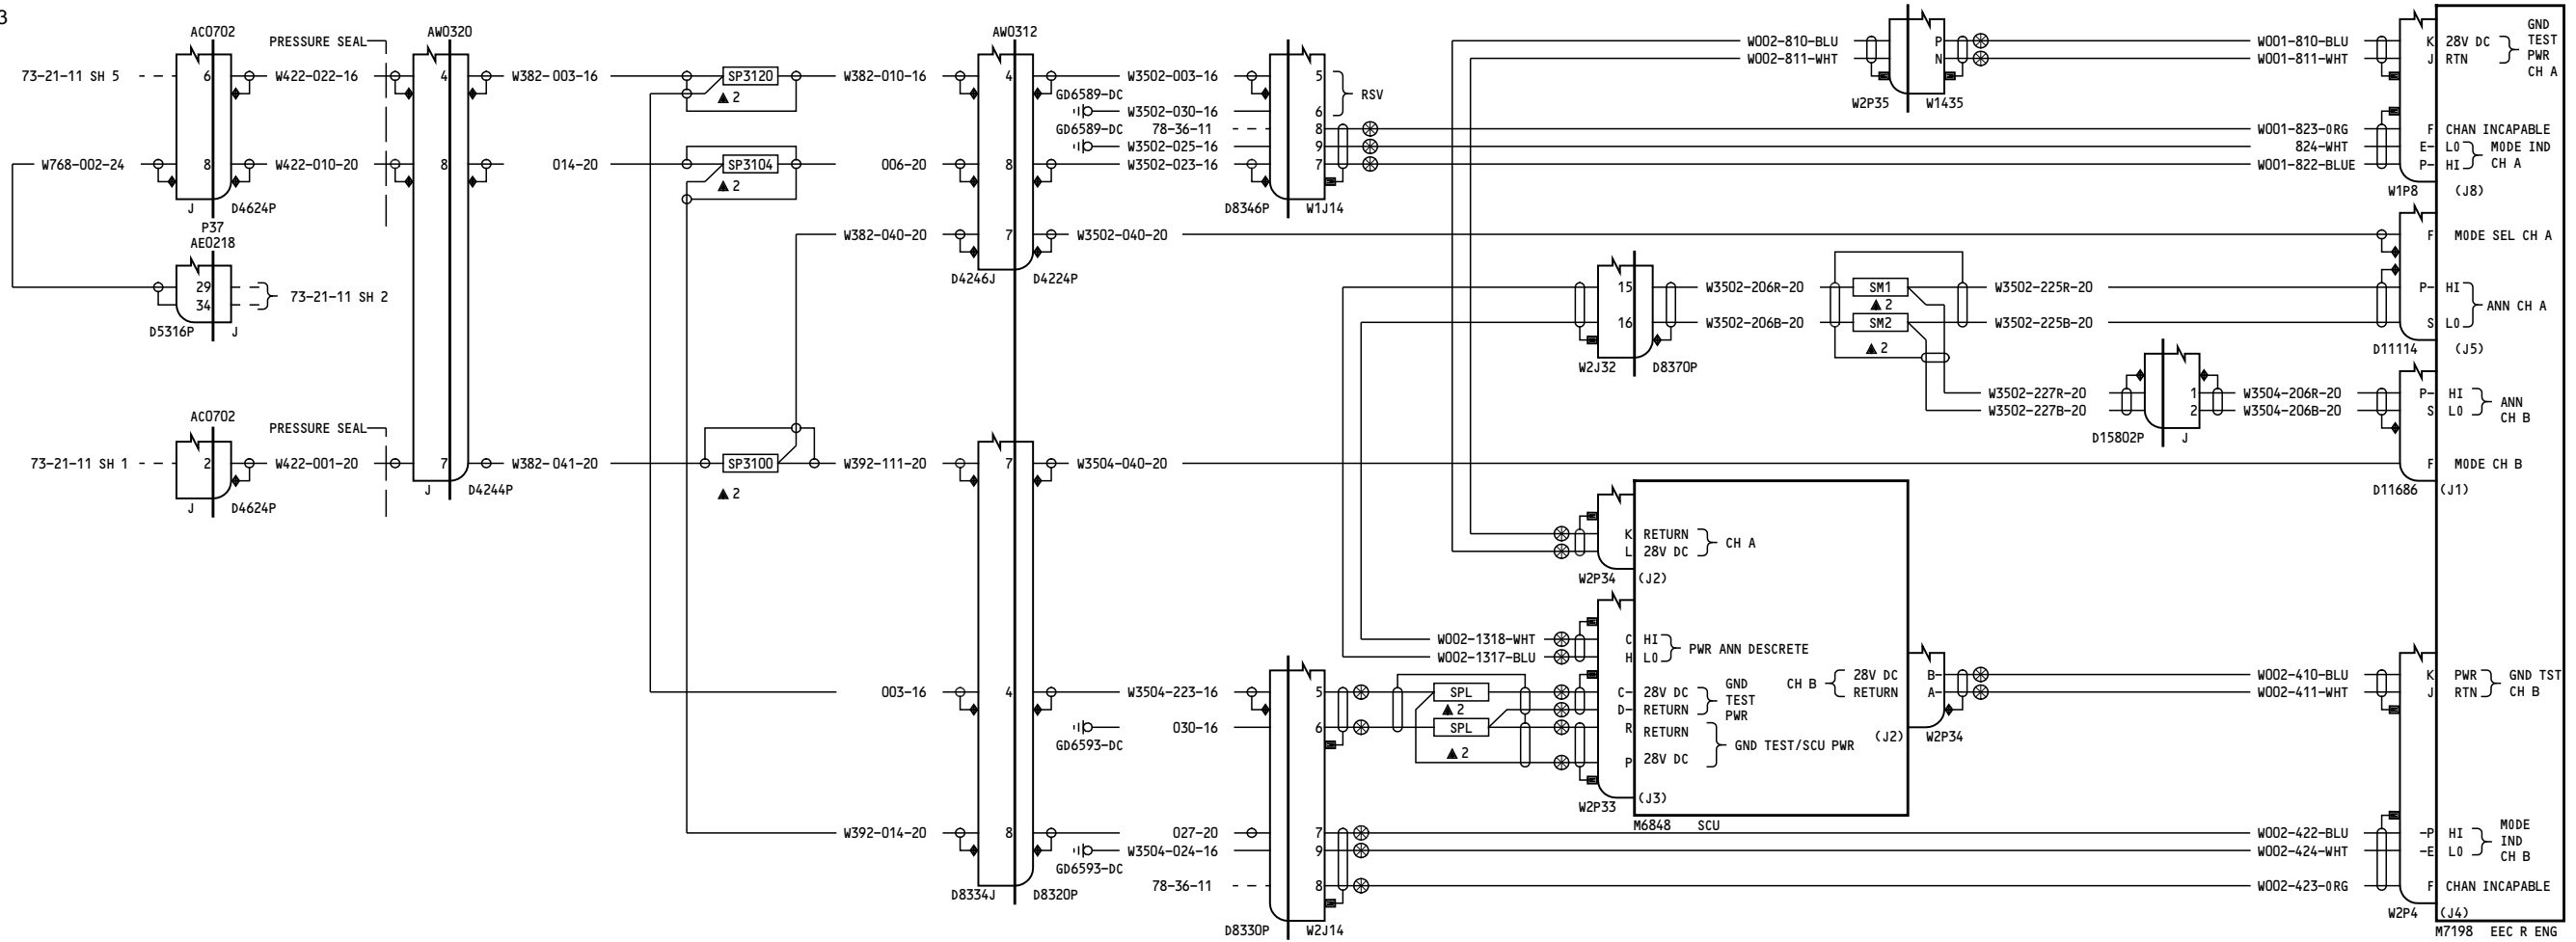 3
AC0702
PRESSURE SEAL
AW0320
73-21-11 SH 5
6
W422-022-16
4
W382-003-16
SP3120
2
W382-010-16
W768-002-24
8
W422-010-20
8
014-20
SP3104
2
006-20
J
D4624P
P37
AE0218
29
34
73-21-11 SH 2
D5316P
J
AC0702
PRESSURE SEAL
73-21-11 SH 1
2
W422-001-20
7
W382-041-20
SP3100
2
W392-111-20
J
D4624P
J
D4244P
W382-040-20
003-16
W392-014-20
AW0312
4
8
7
D4246J
D4224P
W3502-003-16
GD6589-DC
W3502-030-16
GD6589-DC
78-36-11
W3502-025-16
W3502-023-16
W3502-040-20
5
6
RSV
8
9
7
D8346P
W1J14
7
4
8
D8334J
D8320P
W3504-040-20
W3504-223-16
030-16
GD6593-DC
027-20
W3504-024-16
GD6593-DC
78-36-11
5
6
7
9
8
D8330P
W2J14
W002-810-BLU
W002-811-WHT
P
N
W2P35
W1435
W001-810-BLU
W001-811-WHT
W001-823-ORG
824-WHT
W001-822-BLUE
K
28V DC
J
RTN
GND
TEST
PWR
CH A
F
CHAN INCAPABLE
E-
LO
MODE IND
P-
HI
CH A
W1P8
(J8)
F
MODE SEL CH A
15
W3502-206R-20
SM1
2
W3502-225R-20
P-
HI
16
W3502-206B-20
SM2
2
W3502-225B-20
S
LO
ANN CH A
W2J32
D8370P
D11114
(J5)
W3502-227R-20
W3502-227B-20
1
2
W3504-206R-20
W3504-206B-20
D15802P
J
P-
HI
S
LO
ANN
CH B
F
MODE CH B
D11686
(J1)
K
RETURN
L
28V DC
CH A
W2P34
(J2)
W002-1318-WHT
W002-1317-BLU
C
HI
H
LO
PWR ANN DESCRETE
SPL
2
SPL
2
C-
28V DC
D-
RETURN
GND
TEST
PWR
R
RETURN
P
28V DC
GND TEST/SCU PWR
W2P33
(J3)
M6848
SCU
CH B
28V DC
RETURN
B-
A-
(J2)
W2P34
W002-410-BLU
W002-411-WHT
K
PWR
J
RTN
GND TST
CH B
W002-422-BLU
W002-424-WHT
W002-423-ORG
-P
HI
-E
LO
MODE
IND
CH B
F
CHAN INCAPABLE
W2P4
(J4)
M7198
EEC R ENG